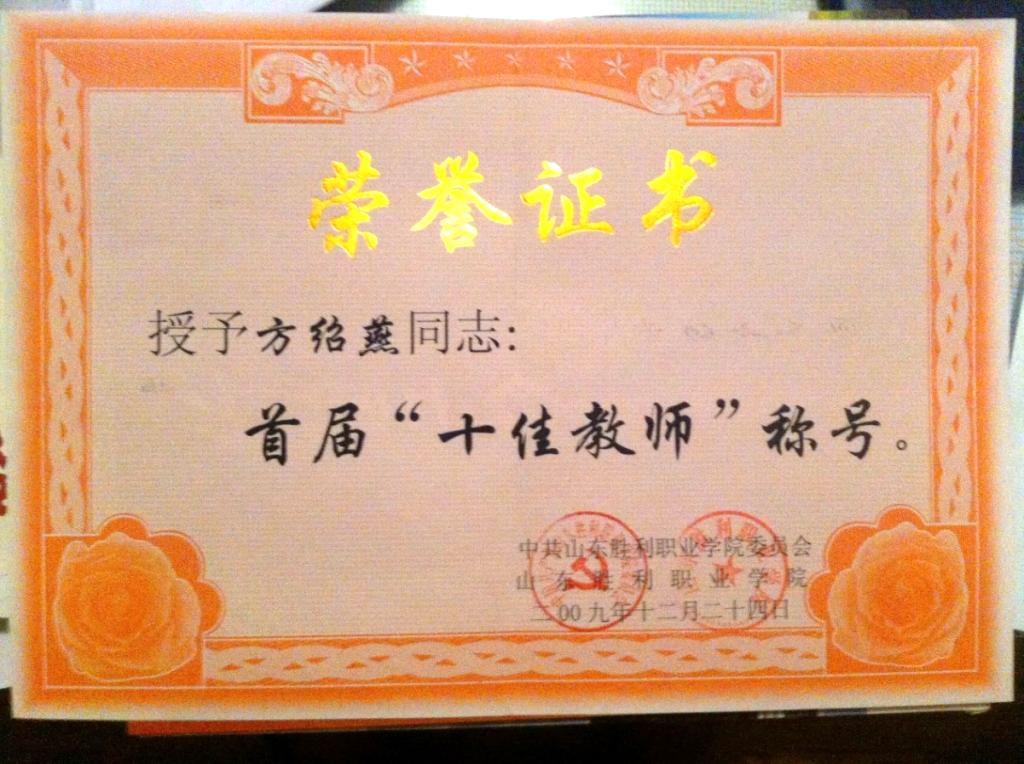 荣誉证书
授予方绍燕同志:
首届“十佳教师”称号。
中共山东胜利职业学院委员会
山东胜利职业学院
二00九年十二月二十四日